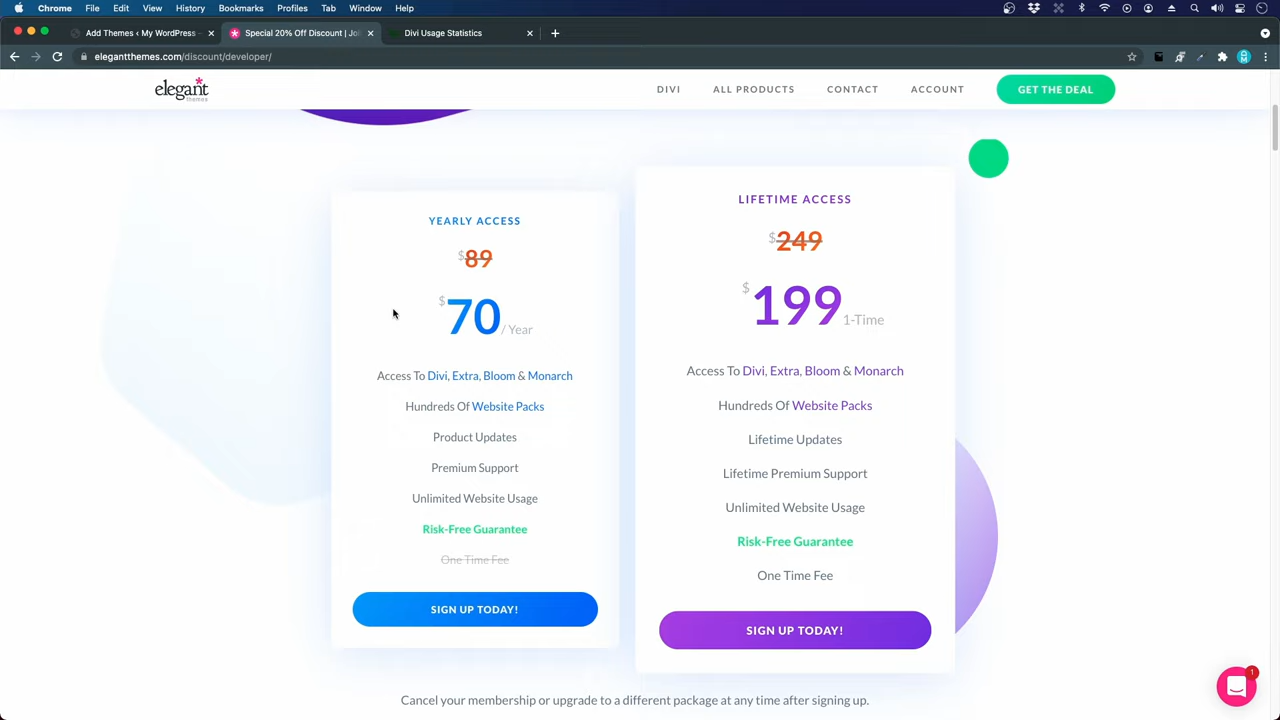 Chrome File Edit View History Bookmarks Profiles Tab Window Help
Add Themes ‹ My WordPress –
Special 20% Off Discount | Joi
Divi Usage Statistics
elegantthemes.com/discount/developer/
elegant
themes
DIVI
ALL PRODUCTS
CONTACT
ACCOUNT
GET THE DEAL
YEARLY ACCESS
$89
$70/ Year
Access To Divi, Extra, Bloom & Monarch
Hundreds Of Website Packs
Product Updates
Premium Support
Unlimited Website Usage
Risk-Free Guarantee
One Time Fee
SIGN UP TODAY!
LIFETIME ACCESS
$249
$199 1-Time
Access To Divi, Extra, Bloom & Monarch
Hundreds Of Website Packs
Lifetime Updates
Lifetime Premium Support
Unlimited Website Usage
Risk-Free Guarantee
One Time Fee
SIGN UP TODAY!
Cancel your membership or upgrade to a different package at any time after signing up.
1